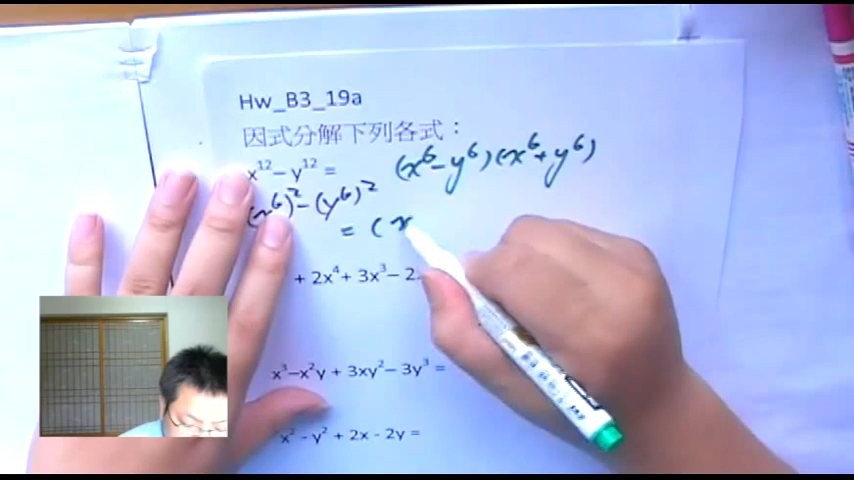 Hw_B3_19a
因式分解下列各式：
x¹² − y¹² = (x⁶ − y⁶)(x⁶ + y⁶)
(x⁶)² − (y⁶)²
= (x
+ 2x⁴ + 3x³ − 2
x³ − x²y + 3xy² − 3y³ =
x² - y² + 2x - 2y =